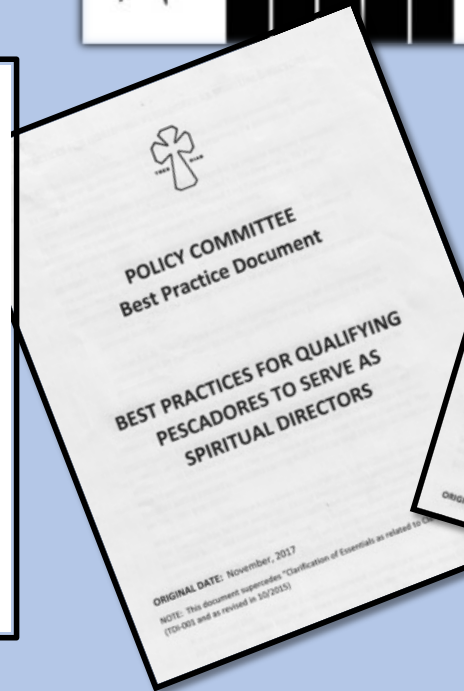 POLICY COMMITTEE
Best Practice Document
BEST PRACTICES FOR QUALIFYING
PESCADORES TO SERVE AS
SPIRITUAL DIRECTORS
ORIGINAL DATE: November, 2017
NOTE: This document supercedes "Clarification of Essentials as related to
(TDI-001 and as revised in 10/2015)